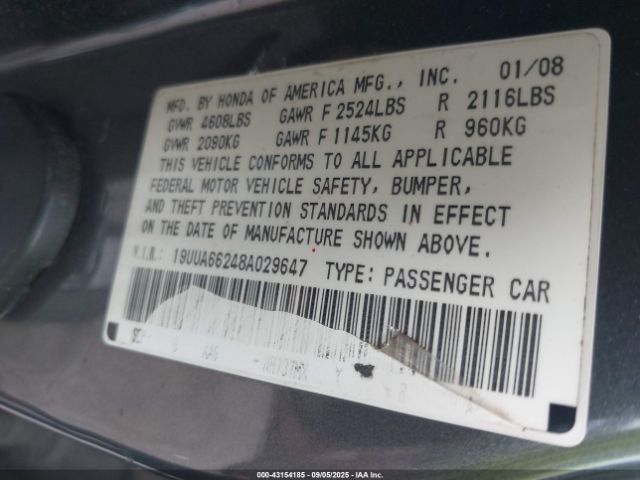 MFD. BY HONDA OF AMERICA MFG., INC. 01/08
GVWR 4608LBS GAWR F 2524LBS R 2116LBS
GVWR 2090KG GAWR F 1145KG R 960KG
THIS VEHICLE CONFORMS TO ALL APPLICABLE
FEDERAL MOTOR VEHICLE SAFETY, BUMPER,
AND THEFT PREVENTION STANDARDS IN EFFECT
ON THE DATE OF MANUFACTURE SHOWN ABOVE.
V.I.N.: 19UUA66248A029647 TYPE: PASSENGER CAR
AAS
000-43154185 - 09/05/2025 - IAA Inc.